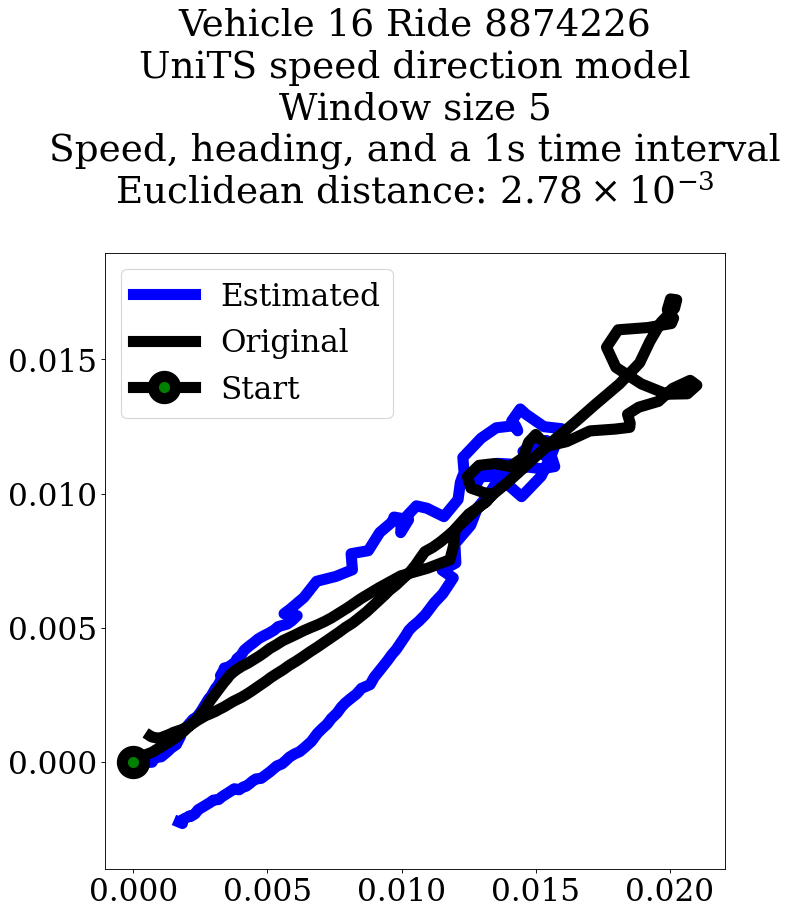 Vehicle 16 Ride 8874226
UniTS speed direction model
Window size 5
Speed, heading, and a 1s time interval
Euclidean distance: 2.78 × 10⁻³
Estimated
Original
Start
0.015
0.010
0.005
0.000
0.000 0.005 0.010 0.015 0.020